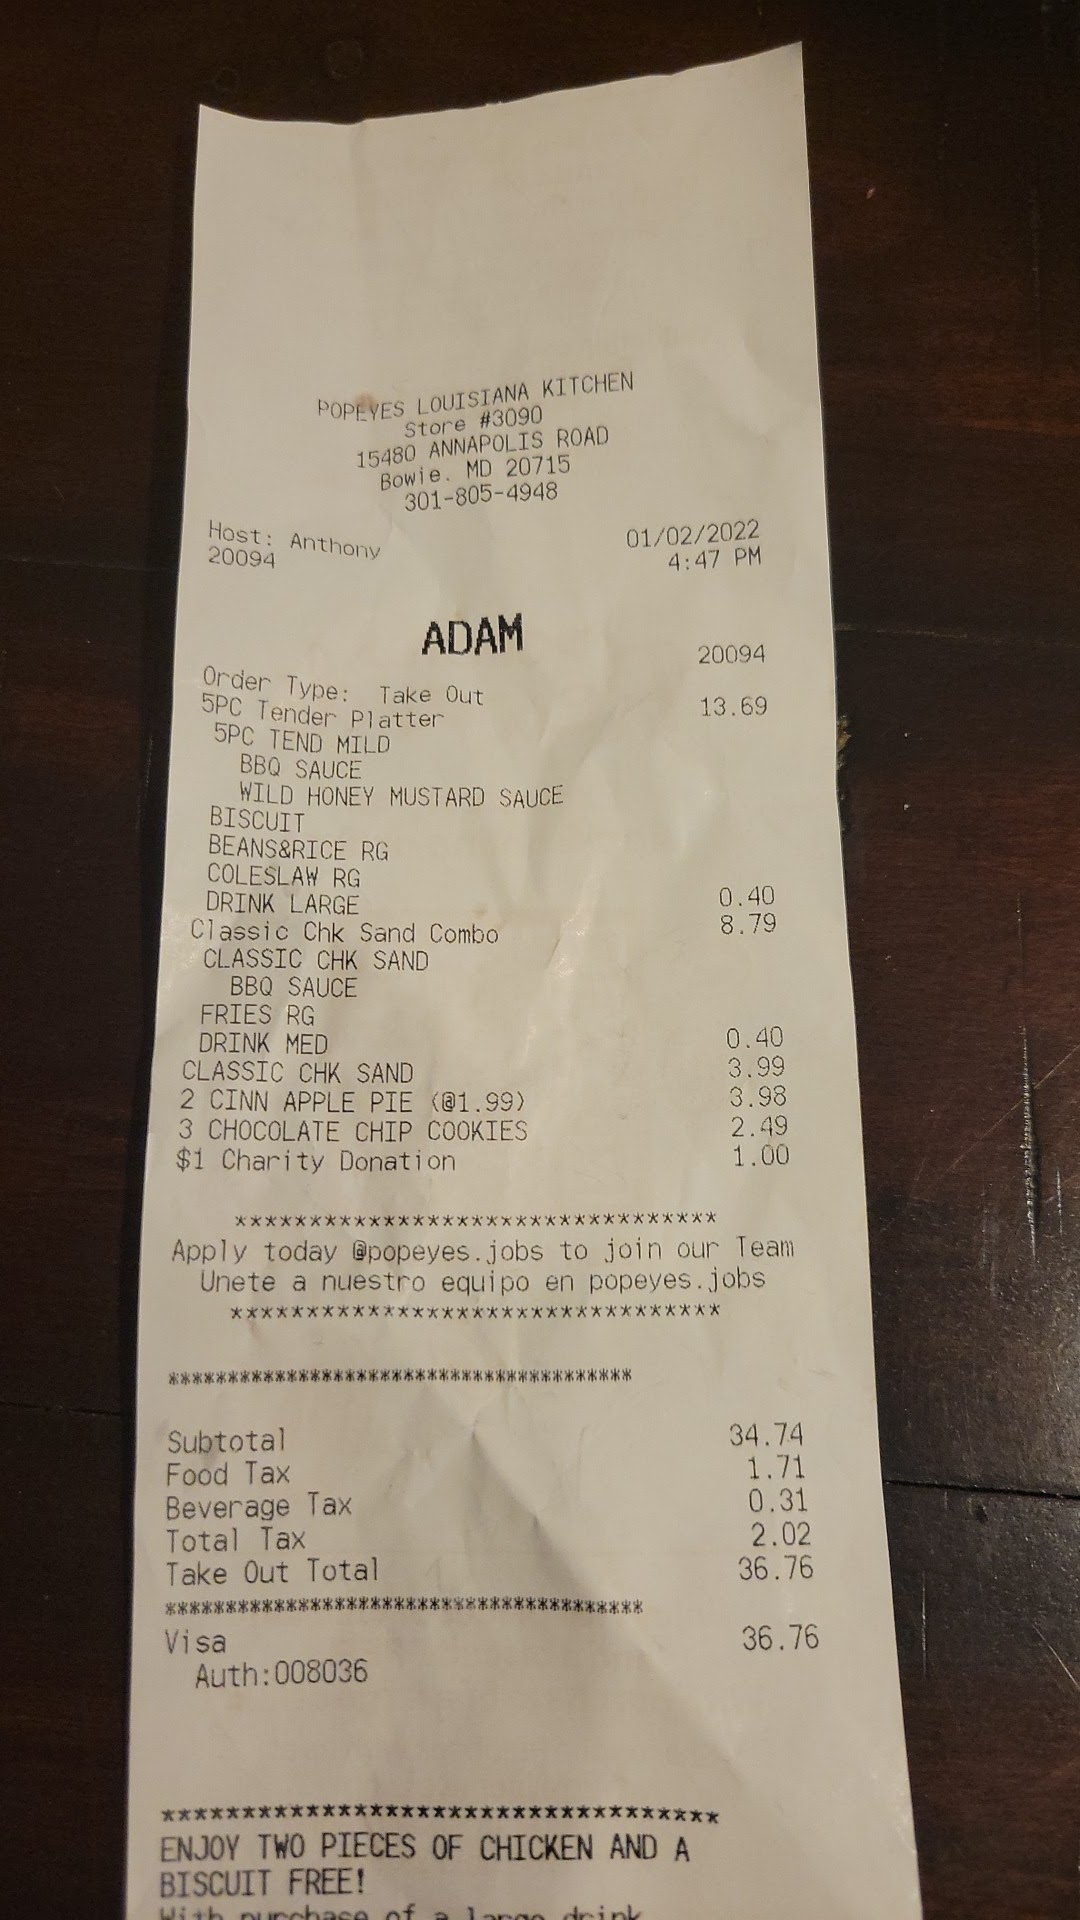 POPEYES LOUISIANA KITCHEN
Store #3090
15480 ANNAPOLIS ROAD
Bowie. MD 20715
301-805-4948
Host: Anthony 01/02/2022
20094 4:47 PM
ADAM
20094
Order Type: Take Out
5PC Tender Platter 13.69
5PC TEND MILD
BBQ SAUCE
WILD HONEY MUSTARD SAUCE
BISCUIT
BEANS&RICE RG
COLESLAW RG
DRINK LARGE 0.40
Classic Chk Sand Combo 8.79
CLASSIC CHK SAND
BBQ SAUCE
FRIES RG
DRINK MED 0.40
CLASSIC CHK SAND 3.99
2 CINN APPLE PIE (@1.99) 3.98
3 CHOCOLATE CHIP COOKIES 2.49
$1 Charity Donation 1.00
*********************************
Apply today @popeyes.jobs to join our Team
Unete a nuestro equipo en popeyes.jobs
*********************************
***************************************
Subtotal 34.74
Food Tax 1.71
Beverage Tax 0.31
Total Tax 2.02
Take Out Total 36.76
***************************************
Visa 36.76
Auth:008036
***********************************
ENJOY TWO PIECES OF CHICKEN AND A
BISCUIT FREE!
With purchase of a large drink